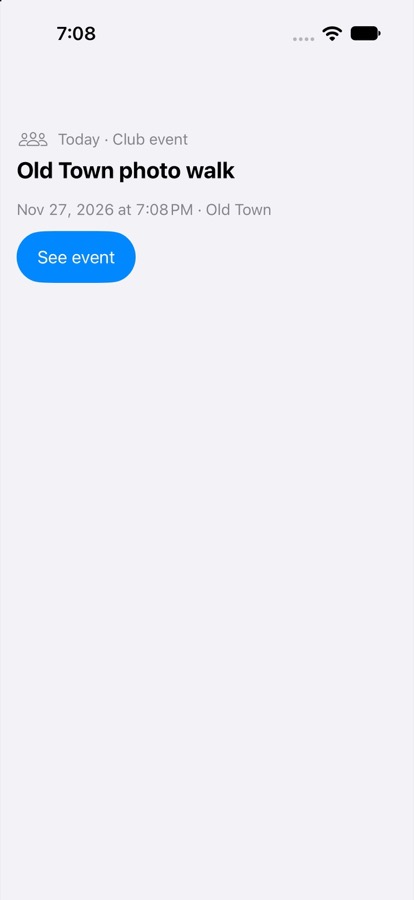 7:08
Today · Club event
Old Town photo walk
Nov 27, 2026 at 7:08 PM · Old Town
See event